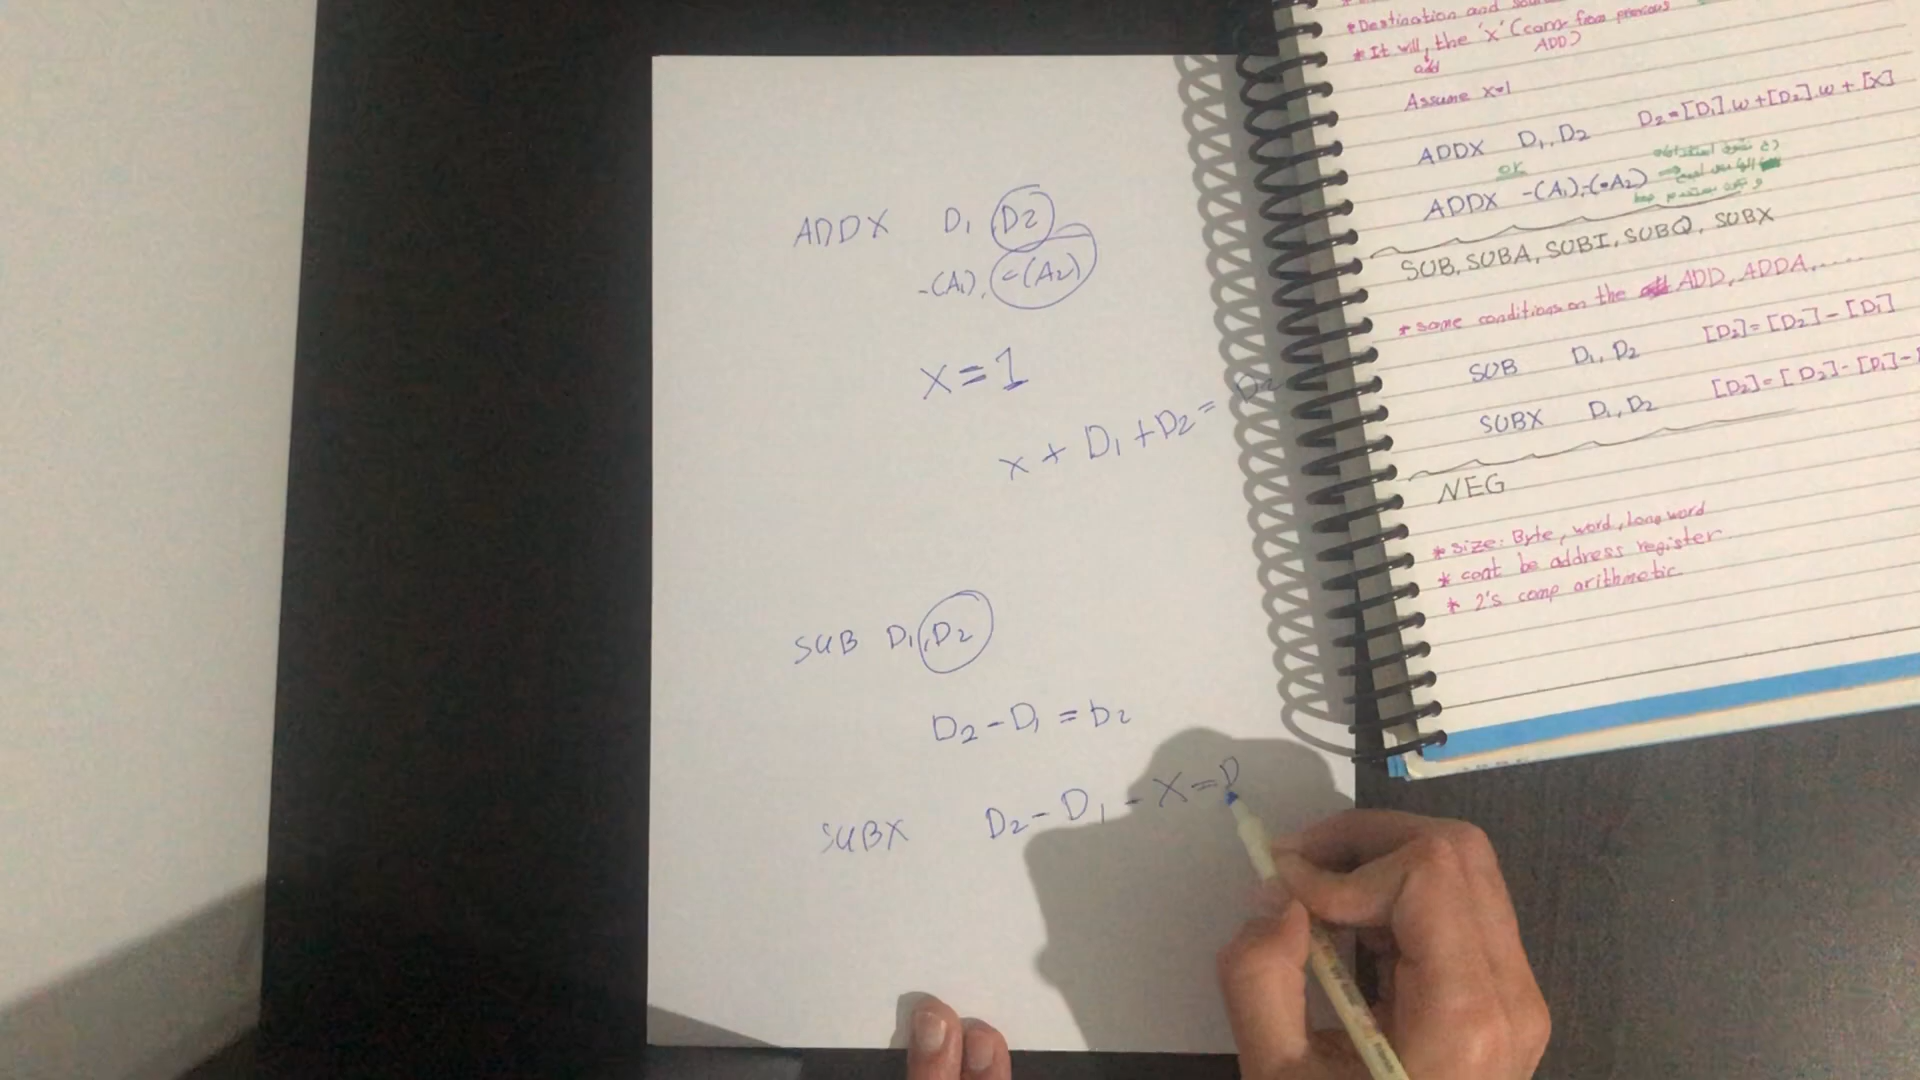 ADDX D1, D2
-(A1), -(A2)
X=1
X + D1 + D2 = D2
SUB D1, D2
D2 - D1 = D2
SUBX D2 - D1 - X = D
* Destination and
* It will, the 'X' (carry from previous
add ADD)
Assume X=1
ADDX D1, D2 D2=[D1].W+[D2].W+[X]
OR
ADDX -(A1), -(A2)
SUB, SUBA, SUBI, SUBQ, SUBX
* same conditions on the ADD, ADDA,.....
SUB D1, D2 [D2]=[D2]-[D1]
SUBX D1, D2 [D2]=[D2]-[D1]-
NEG
* size: Byte, word, long word
* cant be address register
* 2's comp arithmetic